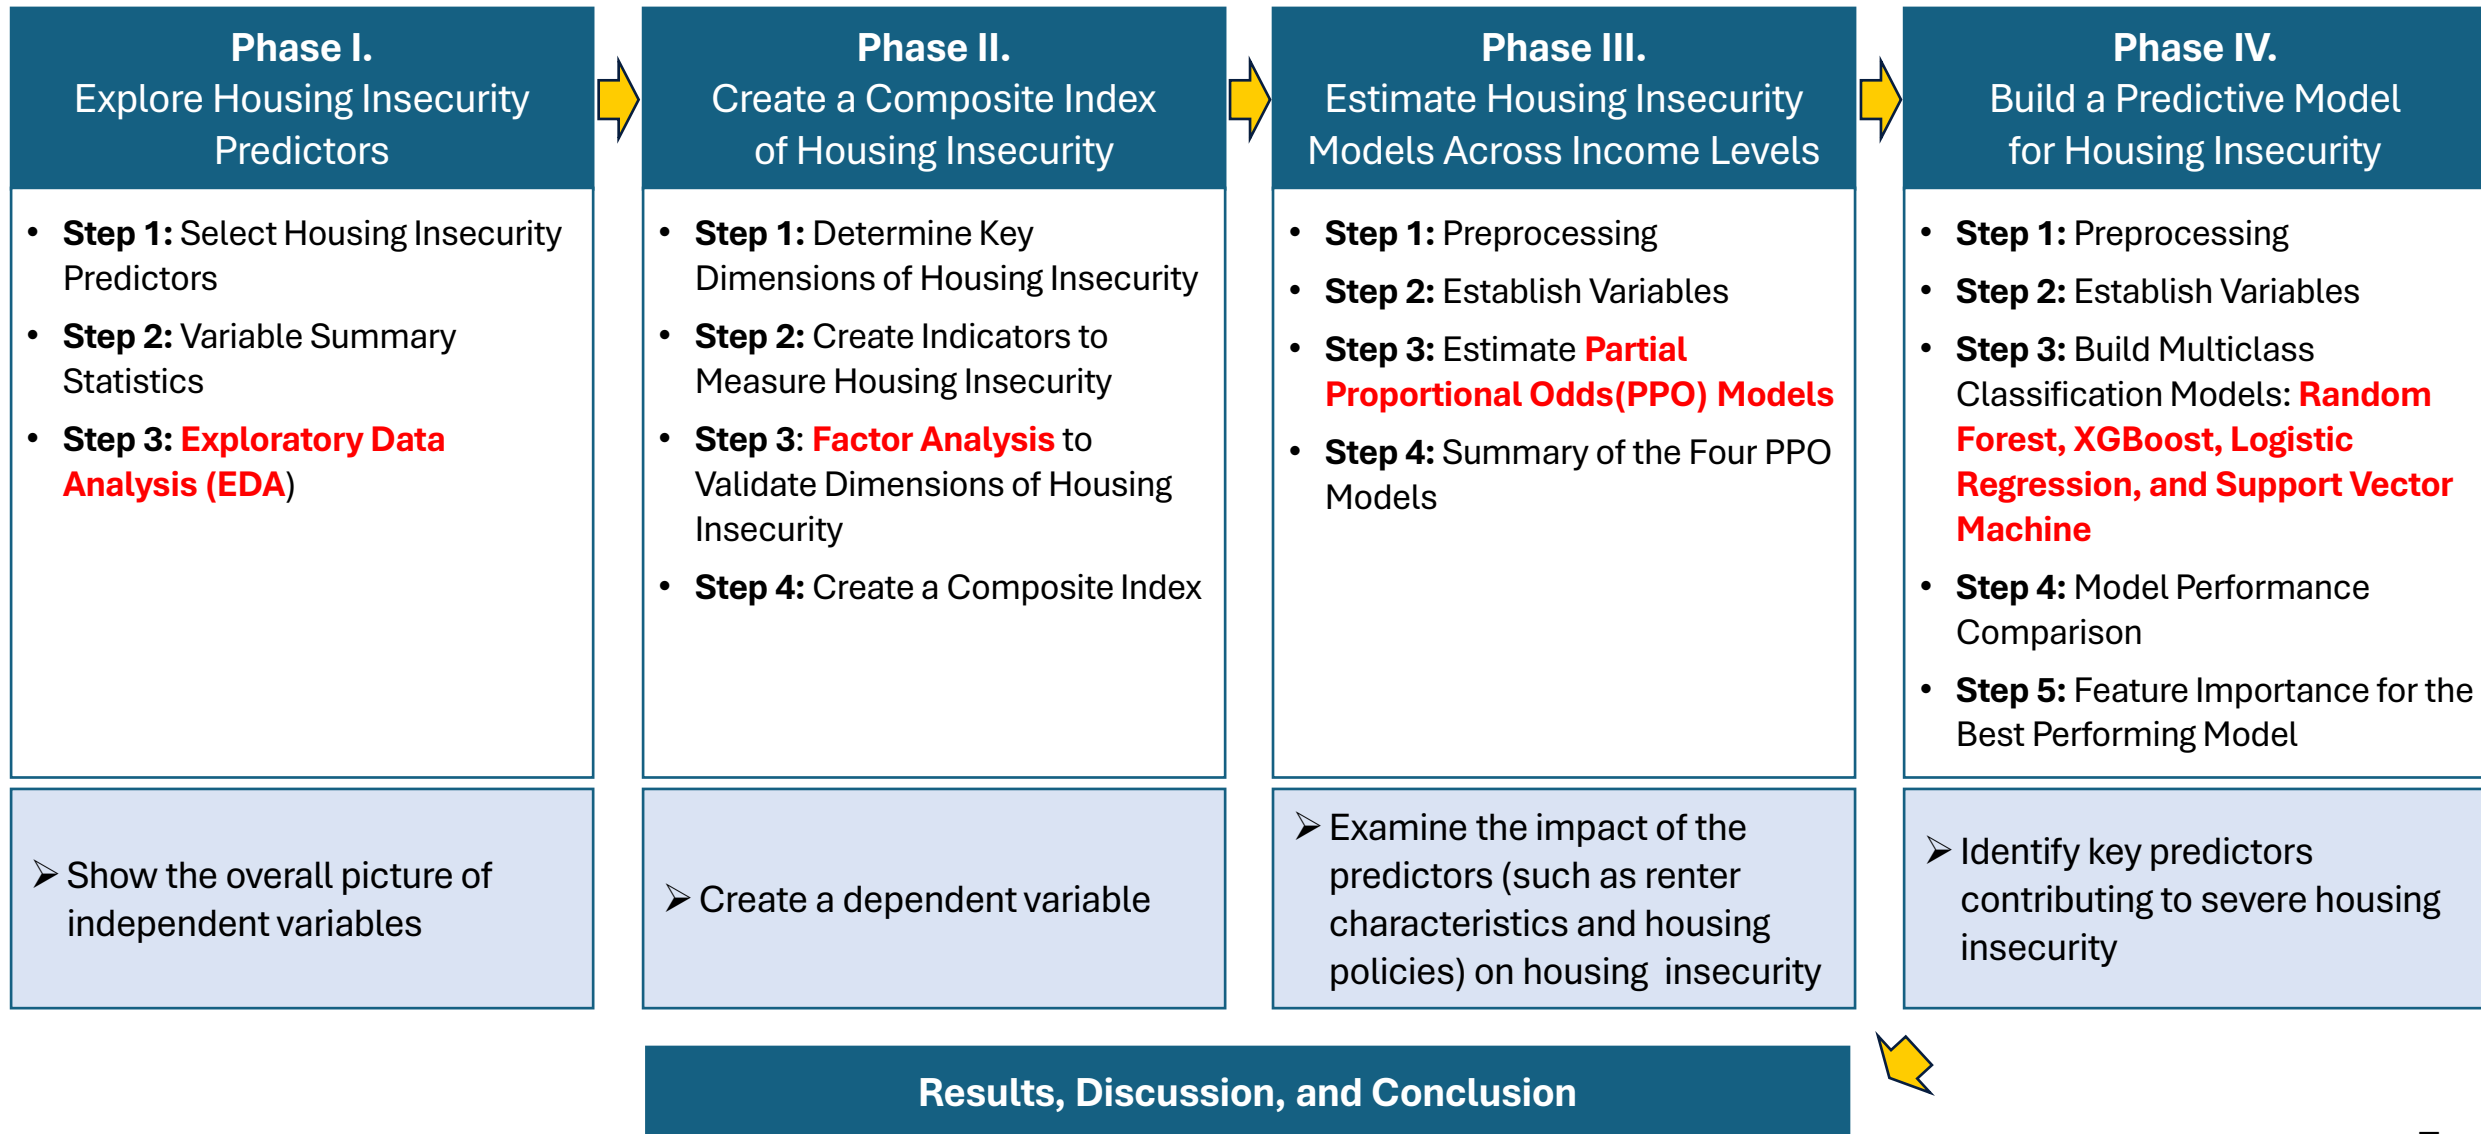 Phase I.
Explore Housing Insecurity
Predictors
• Step 1: Select Housing Insecurity
Predictors
• Step 2: Variable Summary
Statistics
• Step 3: Exploratory Data
Analysis (EDA)
➢ Show the overall picture of
independent variables
Phase II.
Create a Composite Index
of Housing Insecurity
• Step 1: Determine Key
Dimensions of Housing Insecurity
• Step 2: Create Indicators to
Measure Housing Insecurity
• Step 3: Factor Analysis to
Validate Dimensions of Housing
Insecurity
• Step 4: Create a Composite Index
➢ Create a dependent variable
Phase III.
Estimate Housing Insecurity
Models Across Income Levels
• Step 1: Preprocessing
• Step 2: Establish Variables
• Step 3: Estimate Partial
Proportional Odds(PPO) Models
• Step 4: Summary of the Four PPO
Models
➢ Examine the impact of the
predictors (such as renter
characteristics and housing
policies) on housing insecurity
Phase IV.
Build a Predictive Model
for Housing Insecurity
• Step 1: Preprocessing
• Step 2: Establish Variables
• Step 3: Build Multiclass
Classification Models: Random
Forest, XGBoost, Logistic
Regression, and Support Vector
Machine
• Step 4: Model Performance
Comparison
• Step 5: Feature Importance for the
Best Performing Model
➢ Identify key predictors
contributing to severe housing
insecurity
Results, Discussion, and Conclusion